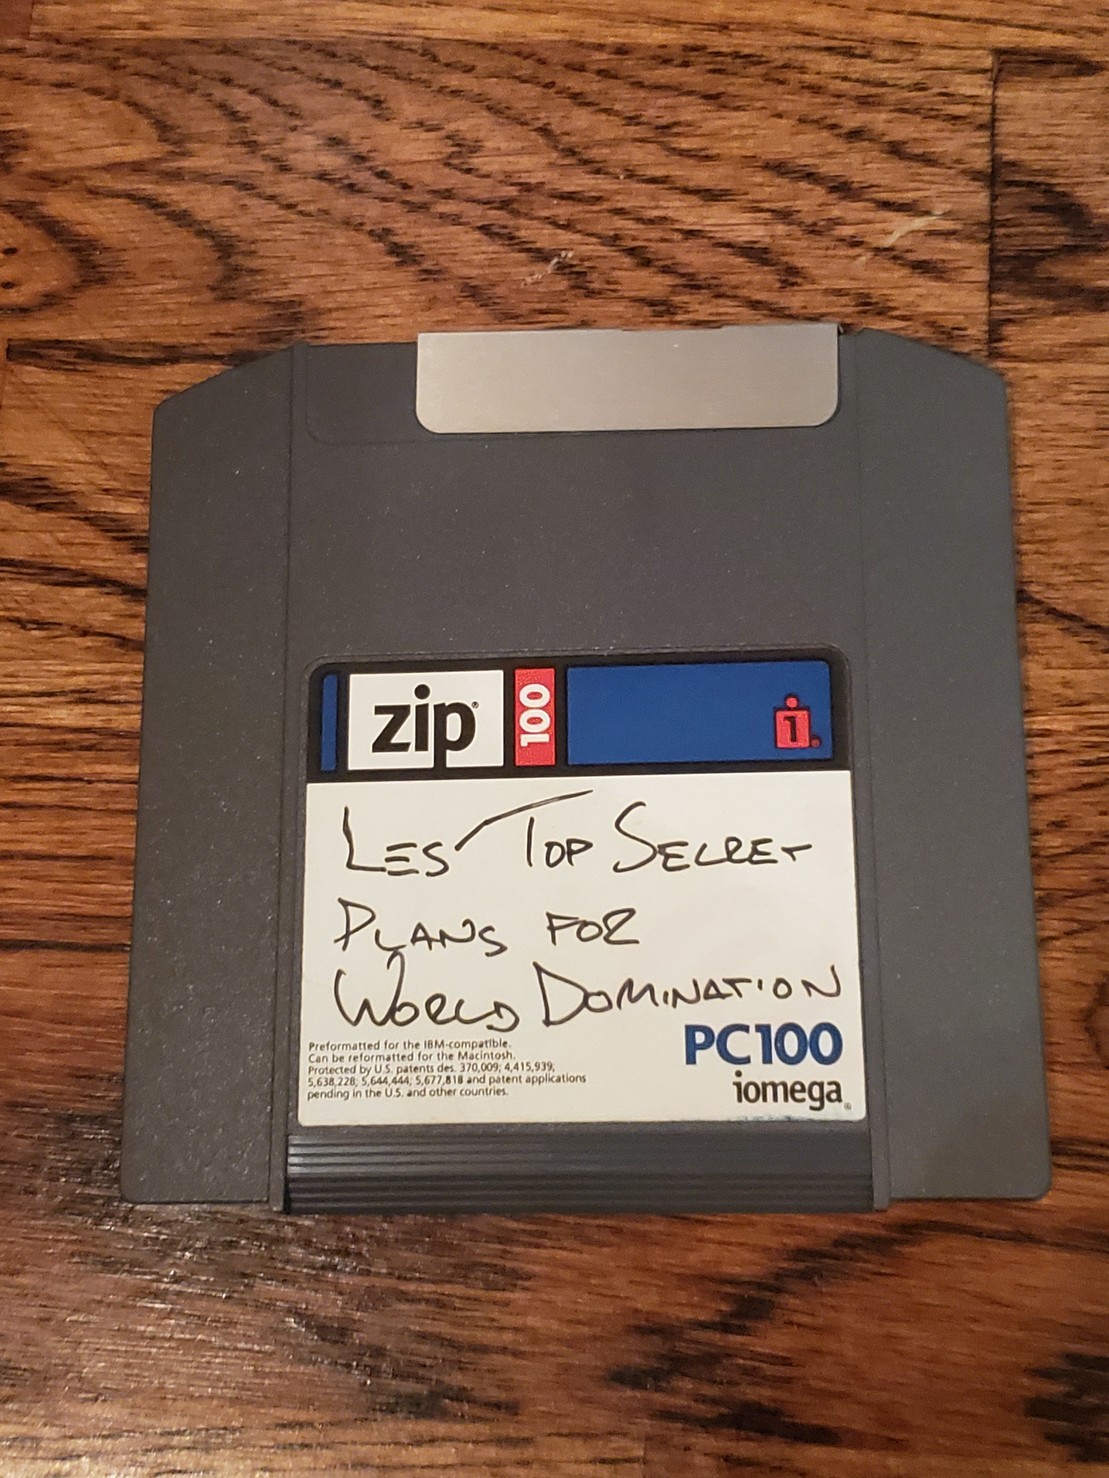 zip® 100 i®
LES' TOP SECRET
PLANS FOR
WORLD DOMINATION
PC100
iomega®
Preformatted for the IBM-compatible.
Can be reformatted for the Macintosh.
Protected by U.S. patents des. 370,009; 4,415,939;
5,638,228; 5,644,444; 5,677,818 and patent applications
pending in the U.S. and other countries.